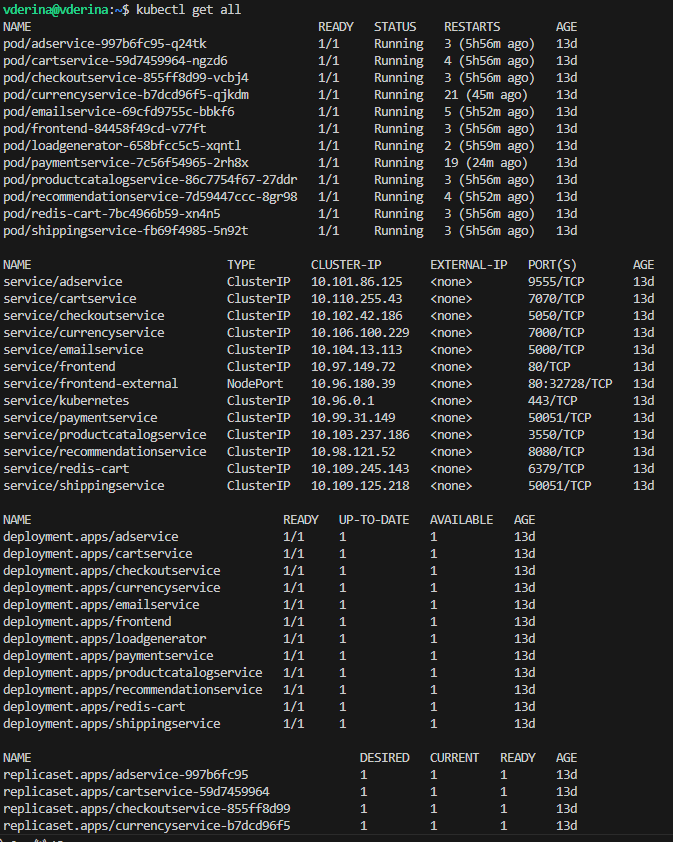 vderina@vderina:~$ kubectl get all
NAME READY STATUS RESTARTS AGE
pod/adservice-997b6fc95-q24tk 1/1 Running 3 (5h56m ago) 13d
pod/cartservice-59d7459964-ngzd6 1/1 Running 4 (5h56m ago) 13d
pod/checkoutservice-855ff8d99-vcbj4 1/1 Running 3 (5h56m ago) 13d
pod/currencyservice-b7dcd96f5-qjkdm 1/1 Running 21 (45m ago) 13d
pod/emailservice-69cfd9755c-bbkf6 1/1 Running 5 (5h52m ago) 13d
pod/frontend-84458f49cd-v77ft 1/1 Running 3 (5h56m ago) 13d
pod/loadgenerator-658bfcc5c5-xqntl 1/1 Running 2 (5h59m ago) 13d
pod/paymentservice-7c56f54965-2rh8x 1/1 Running 19 (24m ago) 13d
pod/productcatalogservice-86c7754f67-27ddr 1/1 Running 3 (5h56m ago) 13d
pod/recommendationservice-7d59447ccc-8gr98 1/1 Running 4 (5h52m ago) 13d
pod/redis-cart-7bc4966b59-xn4n5 1/1 Running 3 (5h56m ago) 13d
pod/shippingservice-fb69f4985-5n92t 1/1 Running 3 (5h56m ago) 13d
NAME TYPE CLUSTER-IP EXTERNAL-IP PORT(S) AGE
service/adservice ClusterIP 10.101.86.125 <none> 9555/TCP 13d
service/cartservice ClusterIP 10.110.255.43 <none> 7070/TCP 13d
service/checkoutservice ClusterIP 10.102.42.186 <none> 5050/TCP 13d
service/currencyservice ClusterIP 10.106.100.229 <none> 7000/TCP 13d
service/emailservice ClusterIP 10.104.13.113 <none> 5000/TCP 13d
service/frontend ClusterIP 10.97.149.72 <none> 80/TCP 13d
service/frontend-external NodePort 10.96.180.39 <none> 80:32728/TCP 13d
service/kubernetes ClusterIP 10.96.0.1 <none> 443/TCP 13d
service/paymentservice ClusterIP 10.99.31.149 <none> 50051/TCP 13d
service/productcatalogservice ClusterIP 10.103.237.186 <none> 3550/TCP 13d
service/recommendationservice ClusterIP 10.98.121.52 <none> 8080/TCP 13d
service/redis-cart ClusterIP 10.109.245.143 <none> 6379/TCP 13d
service/shippingservice ClusterIP 10.109.125.218 <none> 50051/TCP 13d
NAME READY UP-TO-DATE AVAILABLE AGE
deployment.apps/adservice 1/1 1 1 13d
deployment.apps/cartservice 1/1 1 1 13d
deployment.apps/checkoutservice 1/1 1 1 13d
deployment.apps/currencyservice 1/1 1 1 13d
deployment.apps/emailservice 1/1 1 1 13d
deployment.apps/frontend 1/1 1 1 13d
deployment.apps/loadgenerator 1/1 1 1 13d
deployment.apps/paymentservice 1/1 1 1 13d
deployment.apps/productcatalogservice 1/1 1 1 13d
deployment.apps/recommendationservice 1/1 1 1 13d
deployment.apps/redis-cart 1/1 1 1 13d
deployment.apps/shippingservice 1/1 1 1 13d
NAME DESIRED CURRENT READY AGE
replicaset.apps/adservice-997b6fc95 1 1 1 13d
replicaset.apps/cartservice-59d7459964 1 1 1 13d
replicaset.apps/checkoutservice-855ff8d99 1 1 1 13d
replicaset.apps/currencyservice-b7dcd96f5 1 1 1 13d